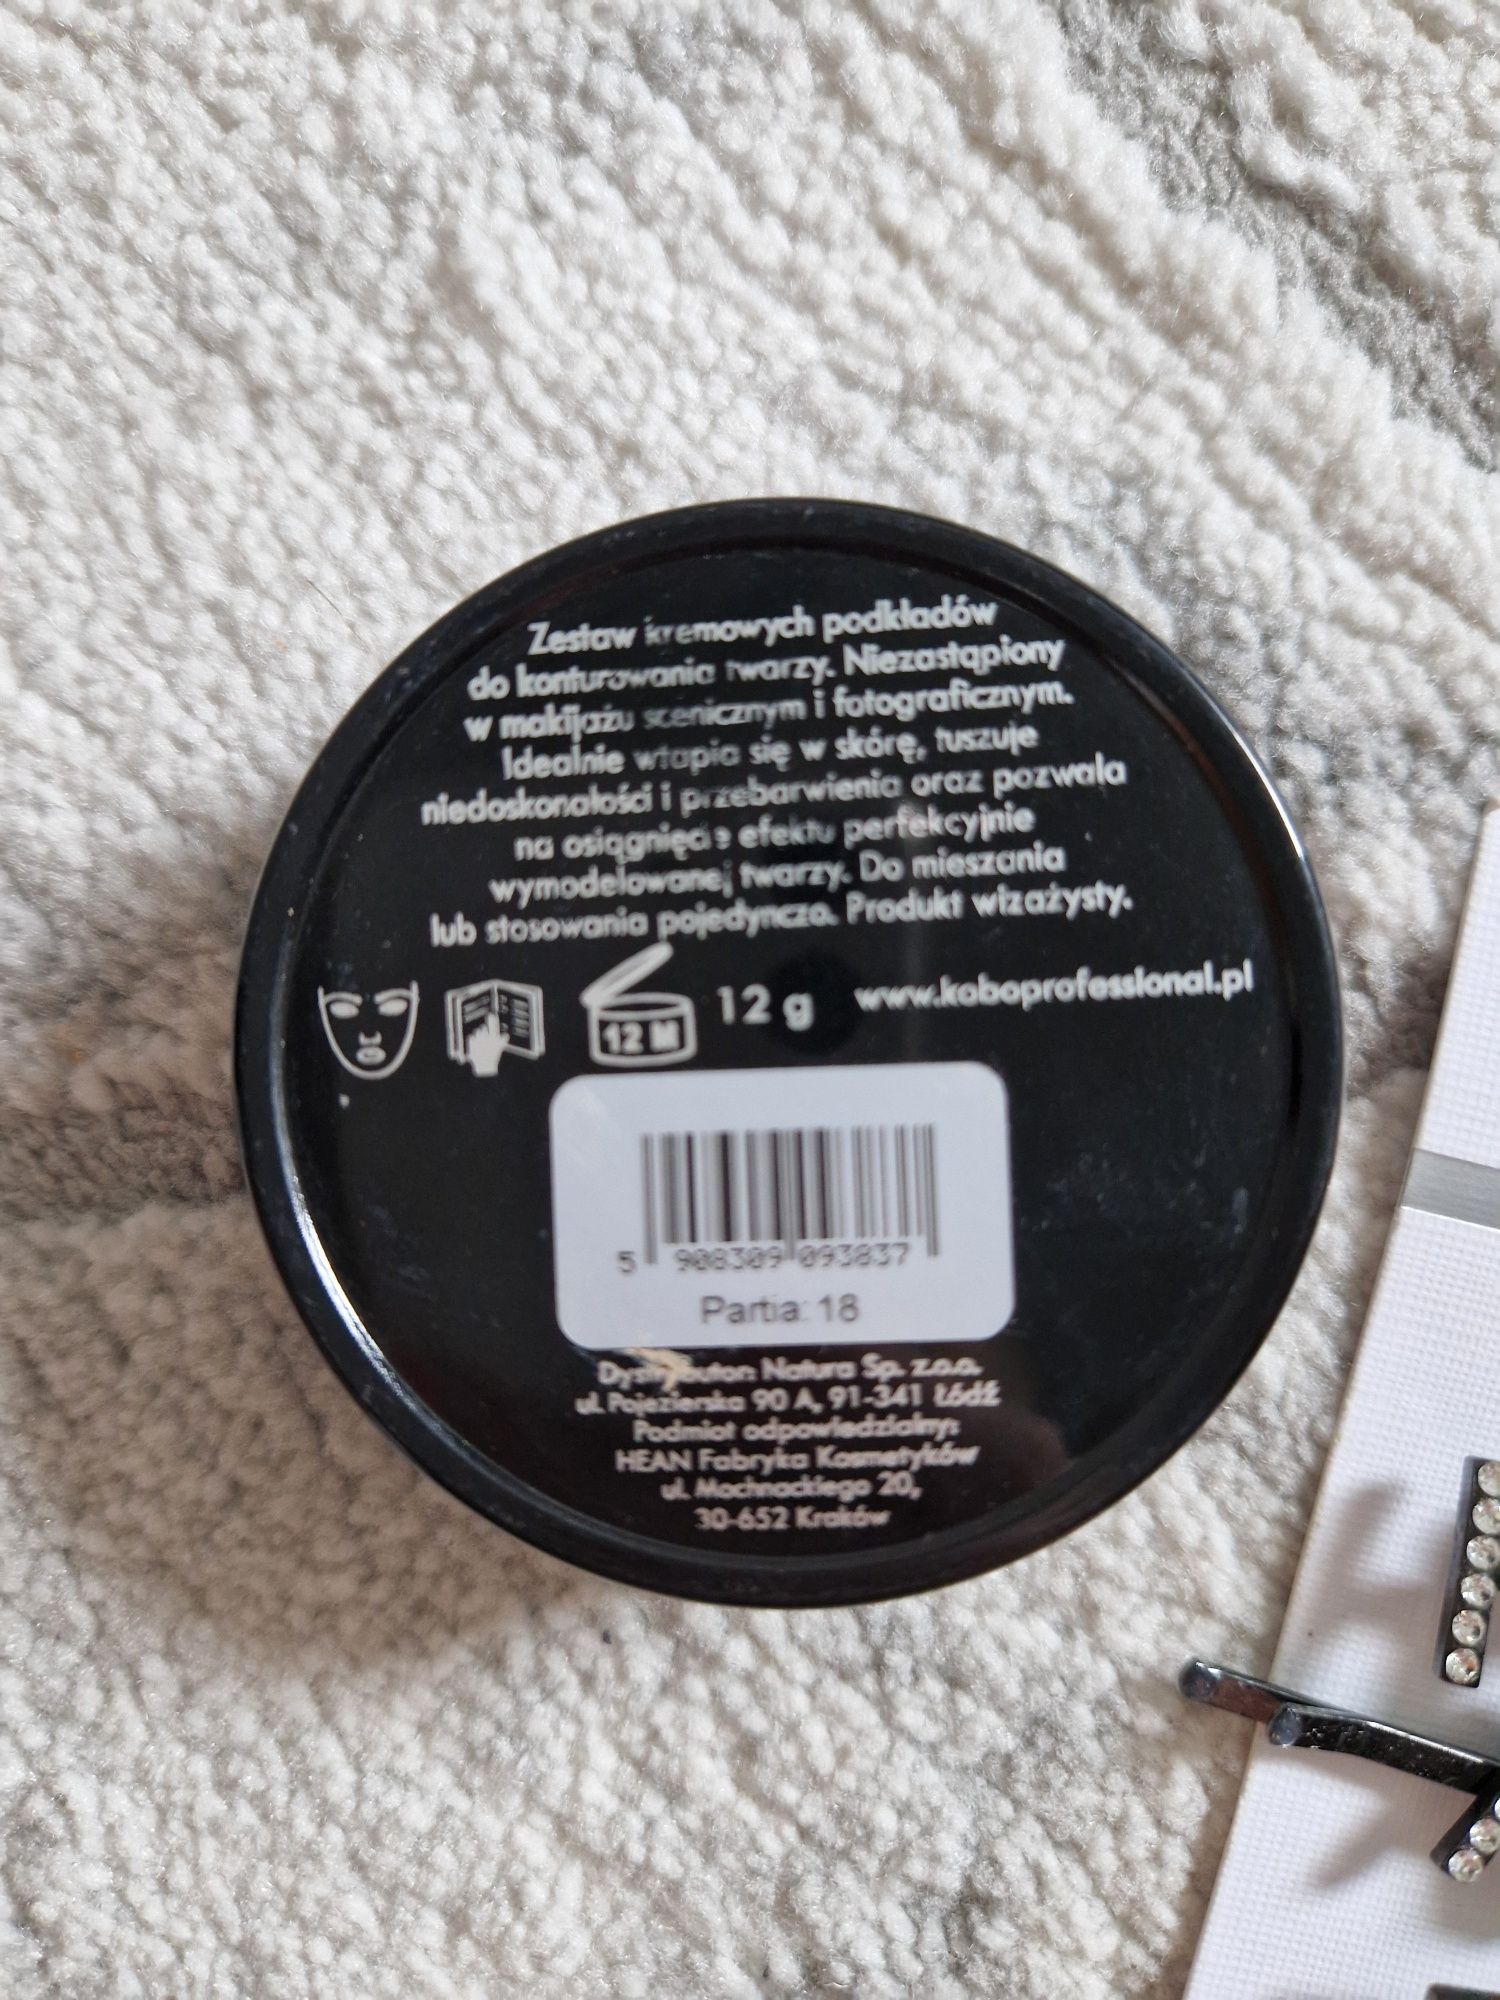 Zestaw kremowych podkładów
do konturowania twarzy. Niezastąpiony
w makijażu scenicznym i fotograficznym.
Idealnie wtapia się w skórę, tuszuje
niedoskonałości i przebarwienia oraz pozwala
na osiągnięcie efektu perfekcyjnie
wymodelowanej twarzy. Do mieszania
lub stosowania pojedynczo. Produkt wizażysty.
12 M 12 g www.koboprofessional.pl
5 908309 093837
Partia: 18
Dystrybutor: Natura Sp. z.o.o.
ul. Pojezierska 90 A, 91-341 Łódź
Podmiot odpowiedzialny:
HEAN Fabryka Kosmetyków
ul. Mochnackiego 20,
30-652 Kraków